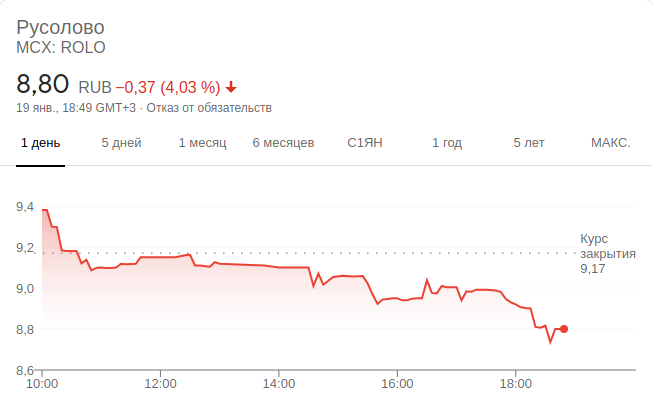 Русолово
MCX: ROLO
8,80 RUB −0,37 (4,03 %)
19 янв., 18:49 GMT+3 · Отказ от обязательств
1 день 5 дней 1 месяц 6 месяцев С1ЯН 1 год 5 лет МАКС.
9,4
9,2
9,0
8,8
8,6
Курс
закрытия
9,17
10:00 12:00 14:00 16:00 18:00